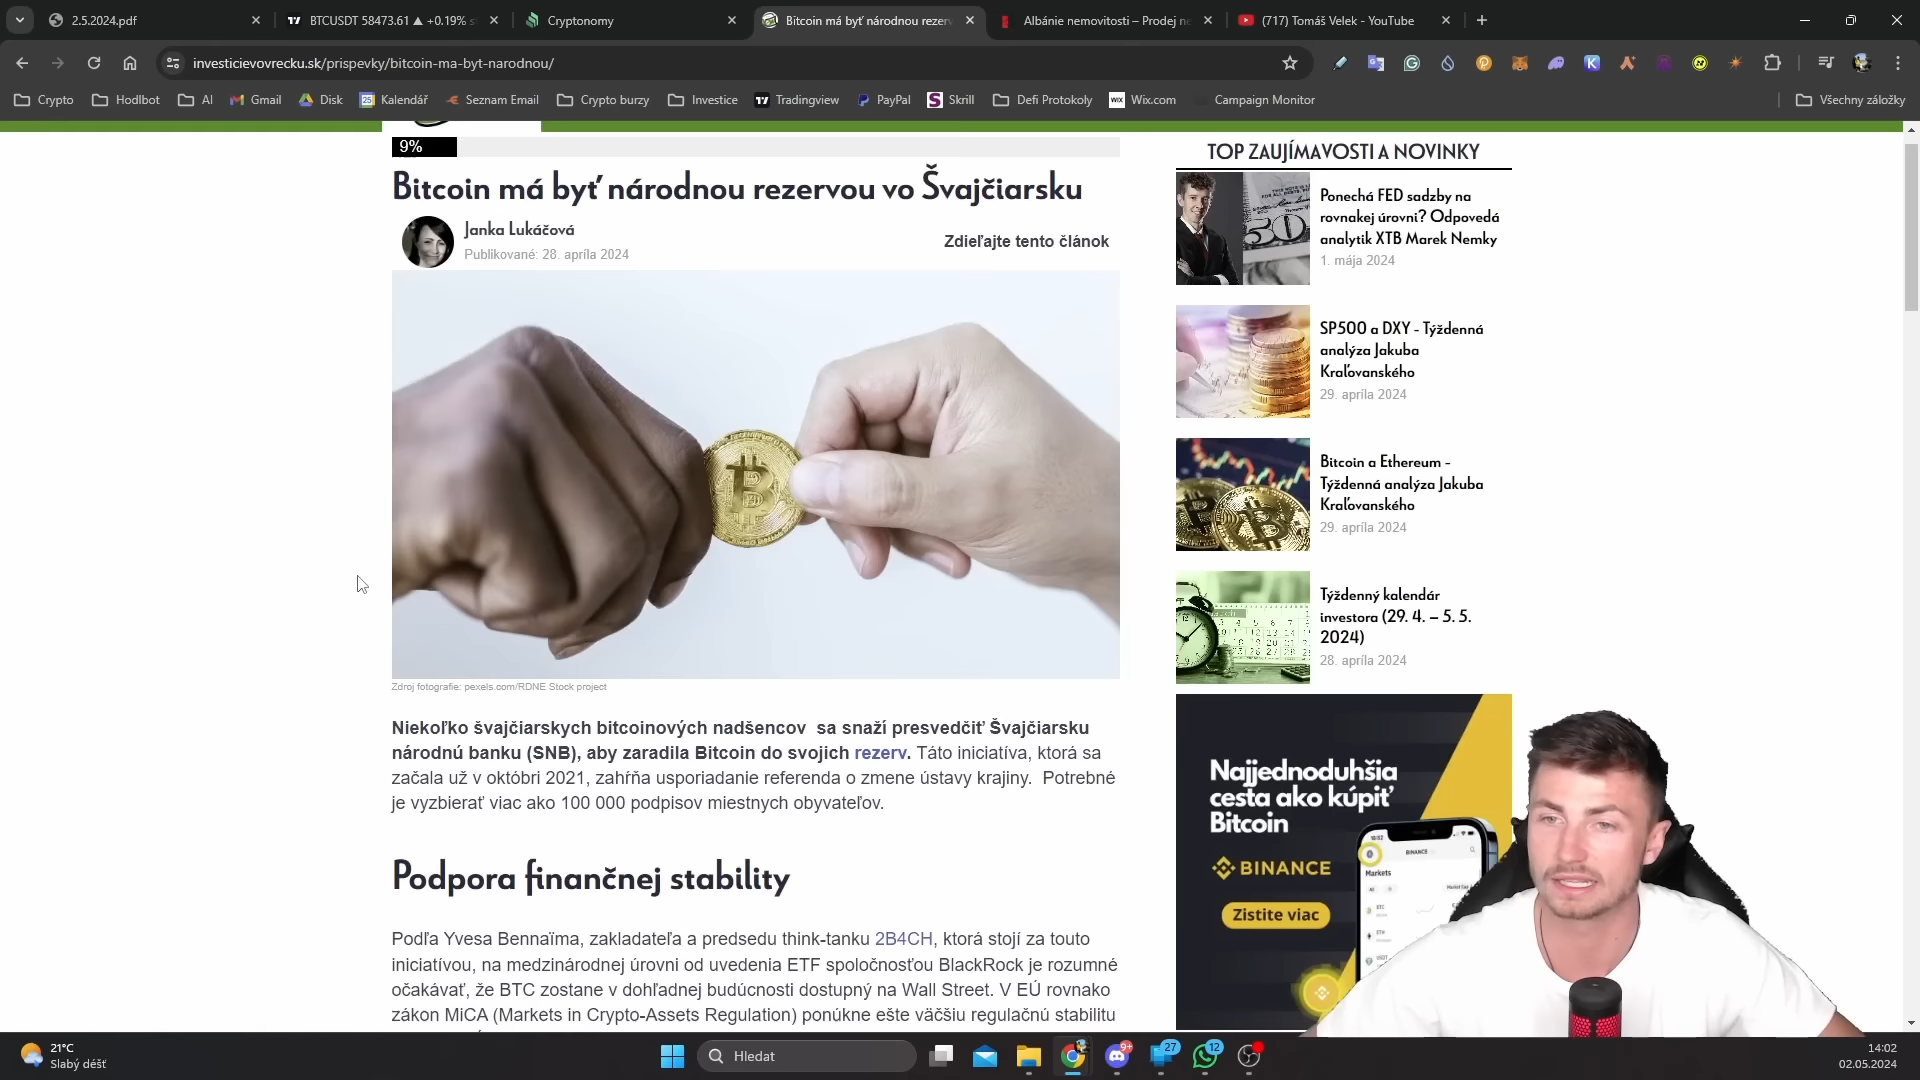 2.5.2024.pdf
BTCUSDT 58473.61 ▲ +0.19%
Cryptonomy
Bitcoin má byť národnou rezerv
Albánie nemovitosti – Prodej ne
(717) Tomáš Velek - YouTube
investicievovrecku.sk/prispevky/bitcoin-ma-byt-narodnou/
Crypto
Hodlbot
AI
Gmail
Disk
Kalendář
Seznam Email
Crypto burzy
Investice
Tradingview
PayPal
Skrill
Defi Protokoly
WIX Wix.com
Campaign Monitor
Všechny záložky
9%
Bitcoin má byť národnou rezervou vo Švajčiarsku
Janka Lukáčová
Publikované: 28. apríla 2024
Zdieľajte tento článok
Zdroj fotografie: pexels.com/RDNE Stock project
Niekoľko švajčiarskych bitcoinových nadšencov sa snaží presvedčiť Švajčiarsku
národnú banku (SNB), aby zaradila Bitcoin do svojich rezerv. Táto iniciatíva, ktorá sa
začala už v októbri 2021, zahŕňa usporiadanie referenda o zmene ústavy krajiny. Potrebné
je vyzbierať viac ako 100 000 podpisov miestnych obyvateľov.
Podpora finančnej stability
Podľa Yvesa Bennaïma, zakladateľa a predsedu think-tanku 2B4CH, ktorá stojí za touto
iniciatívou, na medzinárodnej úrovni od uvedenia ETF spoločnosťou BlackRock je rozumné
očakávať, že BTC zostane v dohľadnej budúcnosti dostupný na Wall Street. V EÚ rovnako
zákon MiCA (Markets in Crypto-Assets Regulation) ponúkne ešte väčšiu regulačnú stabilitu
TOP ZAUJÍMAVOSTI A NOVINKY
Ponechá FED sadzby na
rovnakej úrovni? Odpovedá
analytik XTB Marek Nemky
1. mája 2024
SP500 a DXY - Týždenná
analýza Jakuba
Kraľovanského
29. apríla 2024
Bitcoin a Ethereum -
Týždenná analýza Jakuba
Kraľovanského
29. apríla 2024
Týždenný kalendár
investora (29. 4. – 5. 5.
2024)
28. apríla 2024
Najjednoduhšia
cesta ako kúpiť
Bitcoin
BINANCE
Zistite viac
BINANCE
Markets
BTC
ETH
21°C
Slabý déšť
Hledat
9+
27
12
14:02
02.05.2024